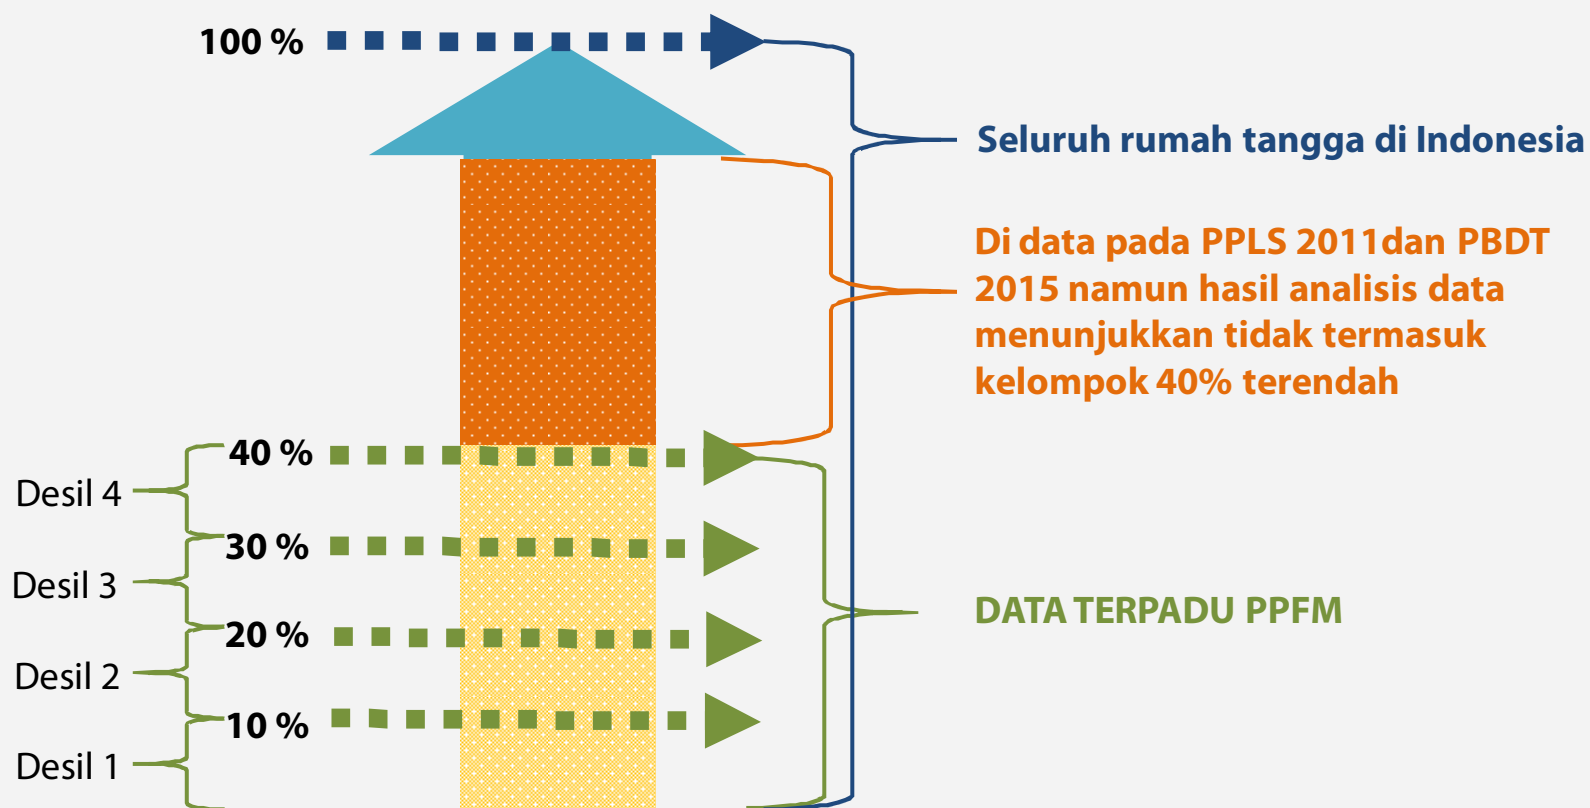 100 %
Seluruh rumah tangga di Indonesia
Di data pada PPLS 2011dan PBDT
2015 namun hasil analisis data
menunjukkan tidak termasuk
kelompok 40% terendah
40 %
Desil 4
30 %
Desil 3
DATA TERPADU PPFM
20 %
Desil 2
10 %
Desil 1